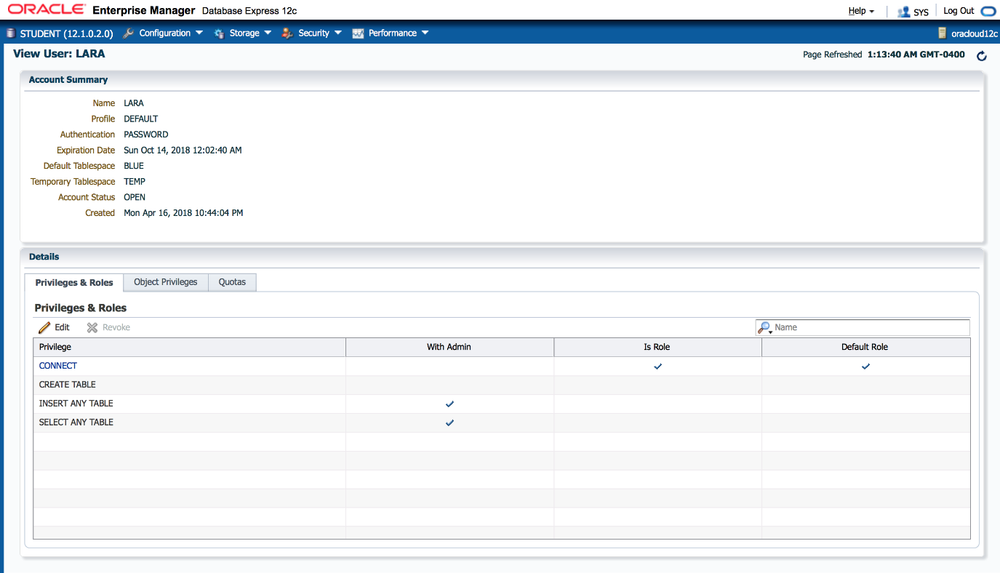 ORACLE Enterprise Manager Database Express 12c Help SYS Log Out
STUDENT (12.1.0.2.0) Configuration Storage Security Performance oracloud12c
View User: LARA Page Refreshed 1:13:40 AM GMT-0400
Account Summary
Name LARA
Profile DEFAULT
Authentication PASSWORD
Expiration Date Sun Oct 14, 2018 12:02:40 AM
Default Tablespace BLUE
Temporary Tablespace TEMP
Account Status OPEN
Created Mon Apr 16, 2018 10:44:04 PM
Details
Privileges & Roles Object Privileges Quotas
Privileges & Roles
Edit Revoke Name
Privilege With Admin Is Role Default Role
CONNECT
CREATE TABLE
INSERT ANY TABLE
SELECT ANY TABLE